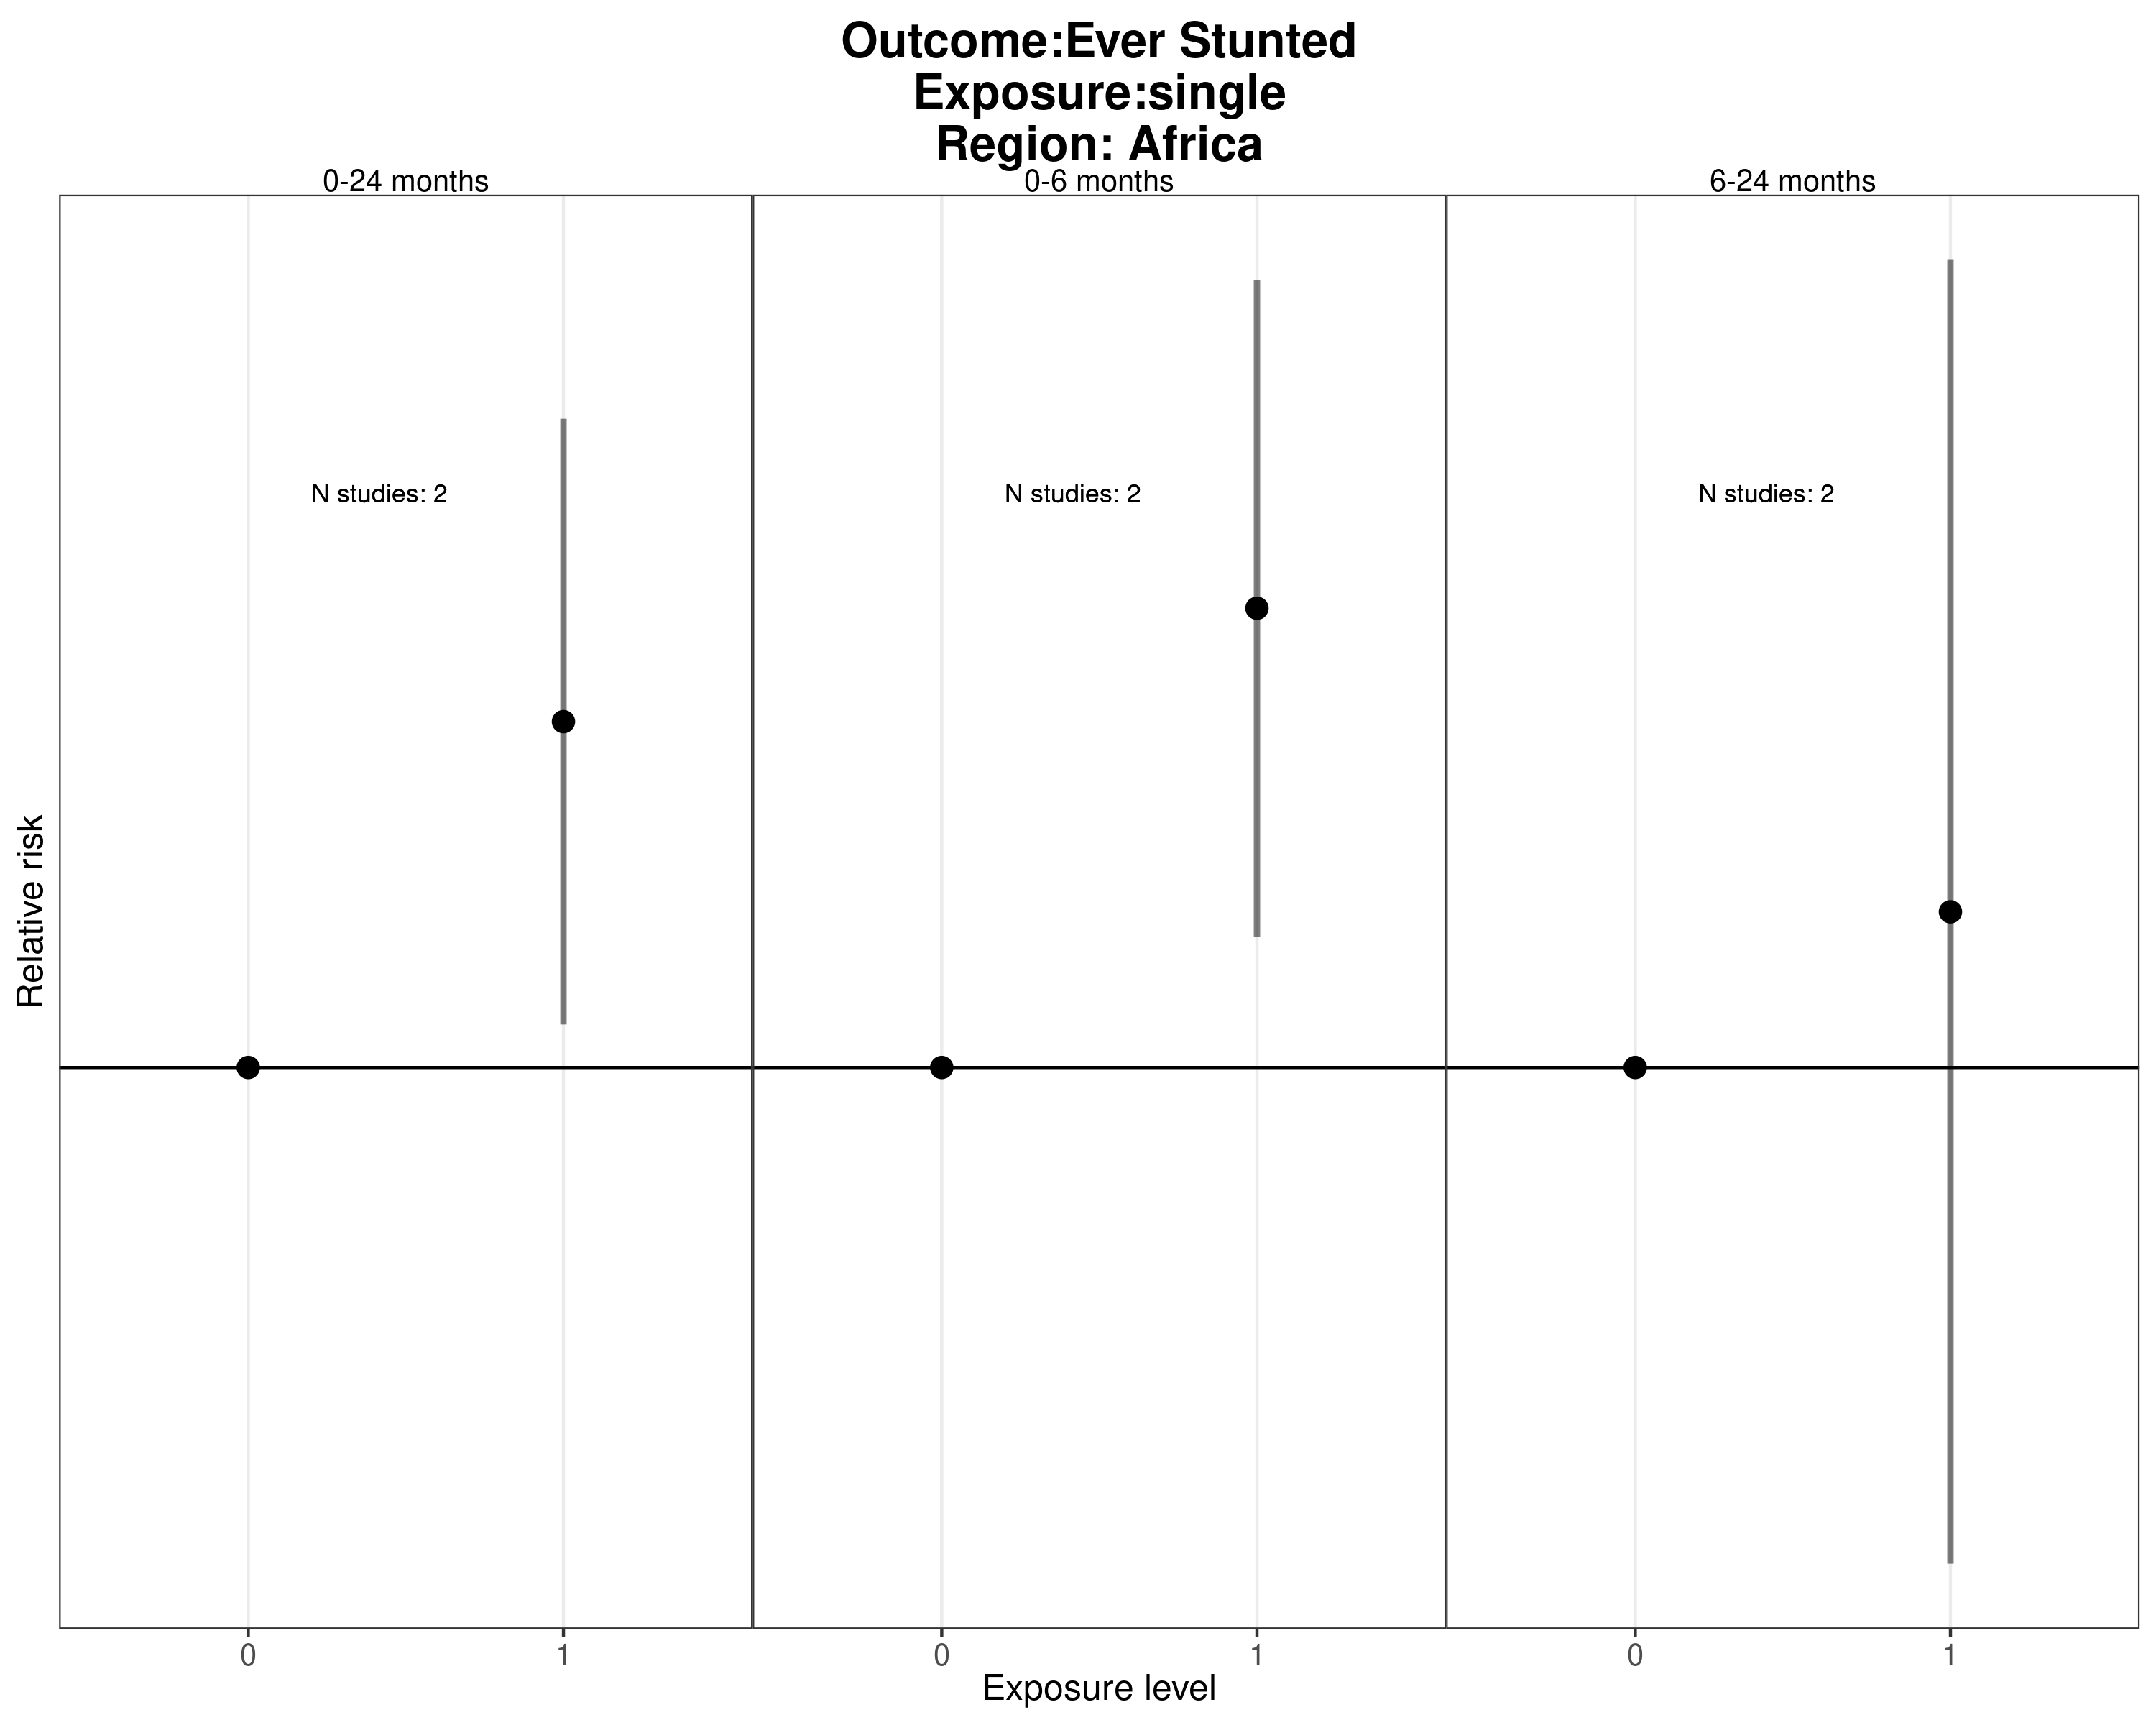 Outcome:Ever Stunted
Exposure:single
Region: Africa
0-24 months
0-6 months
6-24 months
N studies: 2
N studies: 2
N studies: 2
Relative risk
0
1
0
1
0
1
Exposure level